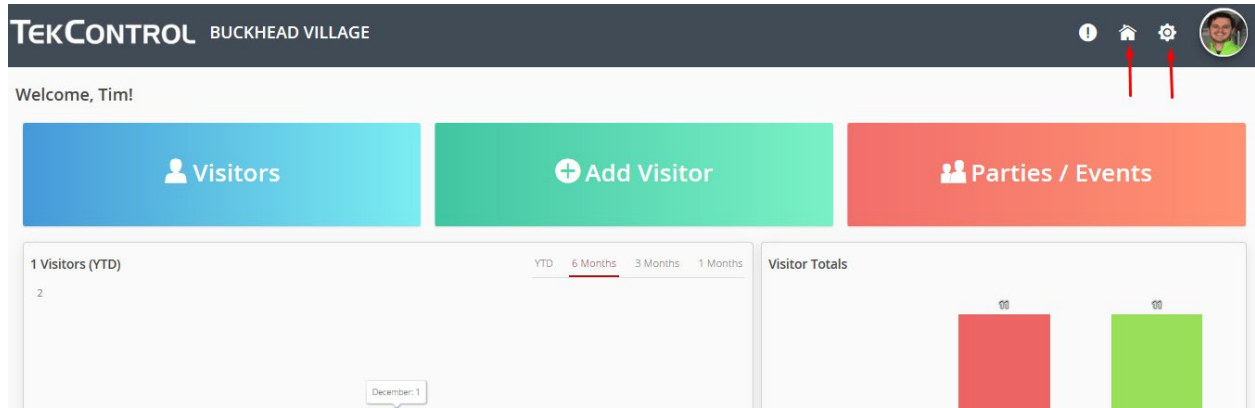 TEKCONTROL BUCKHEAD VILLAGE
Welcome, Tim!
Visitors
Add Visitor
Parties / Events
1 Visitors (YTD)
YTD 6 Months 3 Months 1 Months
2
December: 1
Visitor Totals